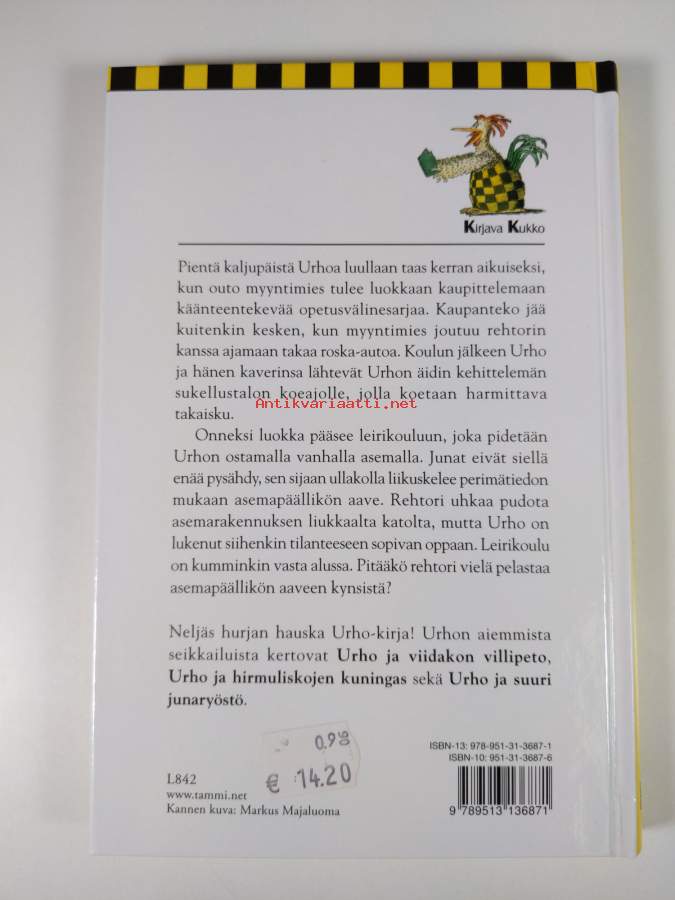 Kirjava Kukko
Pientä kaljupäistä Urhoa luullaan taas kerran aikuiseksi,
kun outo myyntimies tulee luokkaan kaupittelemaan
käänteentekevää opetusvälinesarjaa. Kaupanteko jää
kuitenkin kesken, kun myyntimies joutuu rehtorin
kanssa ajamaan takaa roska-autoa. Koulun jälkeen Urho
ja hänen kaverinsa lähtevät Urhon äidin kehittelemän
sukellustalon koeajolle, jolla koetaan harmittava
takaisku.
Antikvariaatti.net
Onneksi luokka pääsee leirikouluun, joka pidetään
Urhon ostamalla vanhalla asemalla. Junat eivät siellä
enää pysähdy, sen sijaan ullakolla liikuskelee perimätiedon
mukaan asemapäällikön aave. Rehtori uhkaa pudota
asemarakennuksen liukkaalta katolta, mutta Urho on
lukenut siihenkin tilanteeseen sopivan oppaan. Leirikoulu
on kumminkin vasta alussa. Pitääkö rehtori vielä pelastaa
asemapäällikön aaveen kynsistä?
Neljäs hurjan hauska Urho-kirja! Urhon aiemmista
seikkailuista kertovat Urho ja viidakon villipeto,
Urho ja hirmuliskojen kuningas sekä Urho ja suuri
junaryöstö.
0.98
€ 14.20
ISBN-13: 978-951-31-3687-1
ISBN-10: 951-31-3687-6
L842
www.tammi.net
Kannen kuva: Markus Majaluoma
9 789513 136871